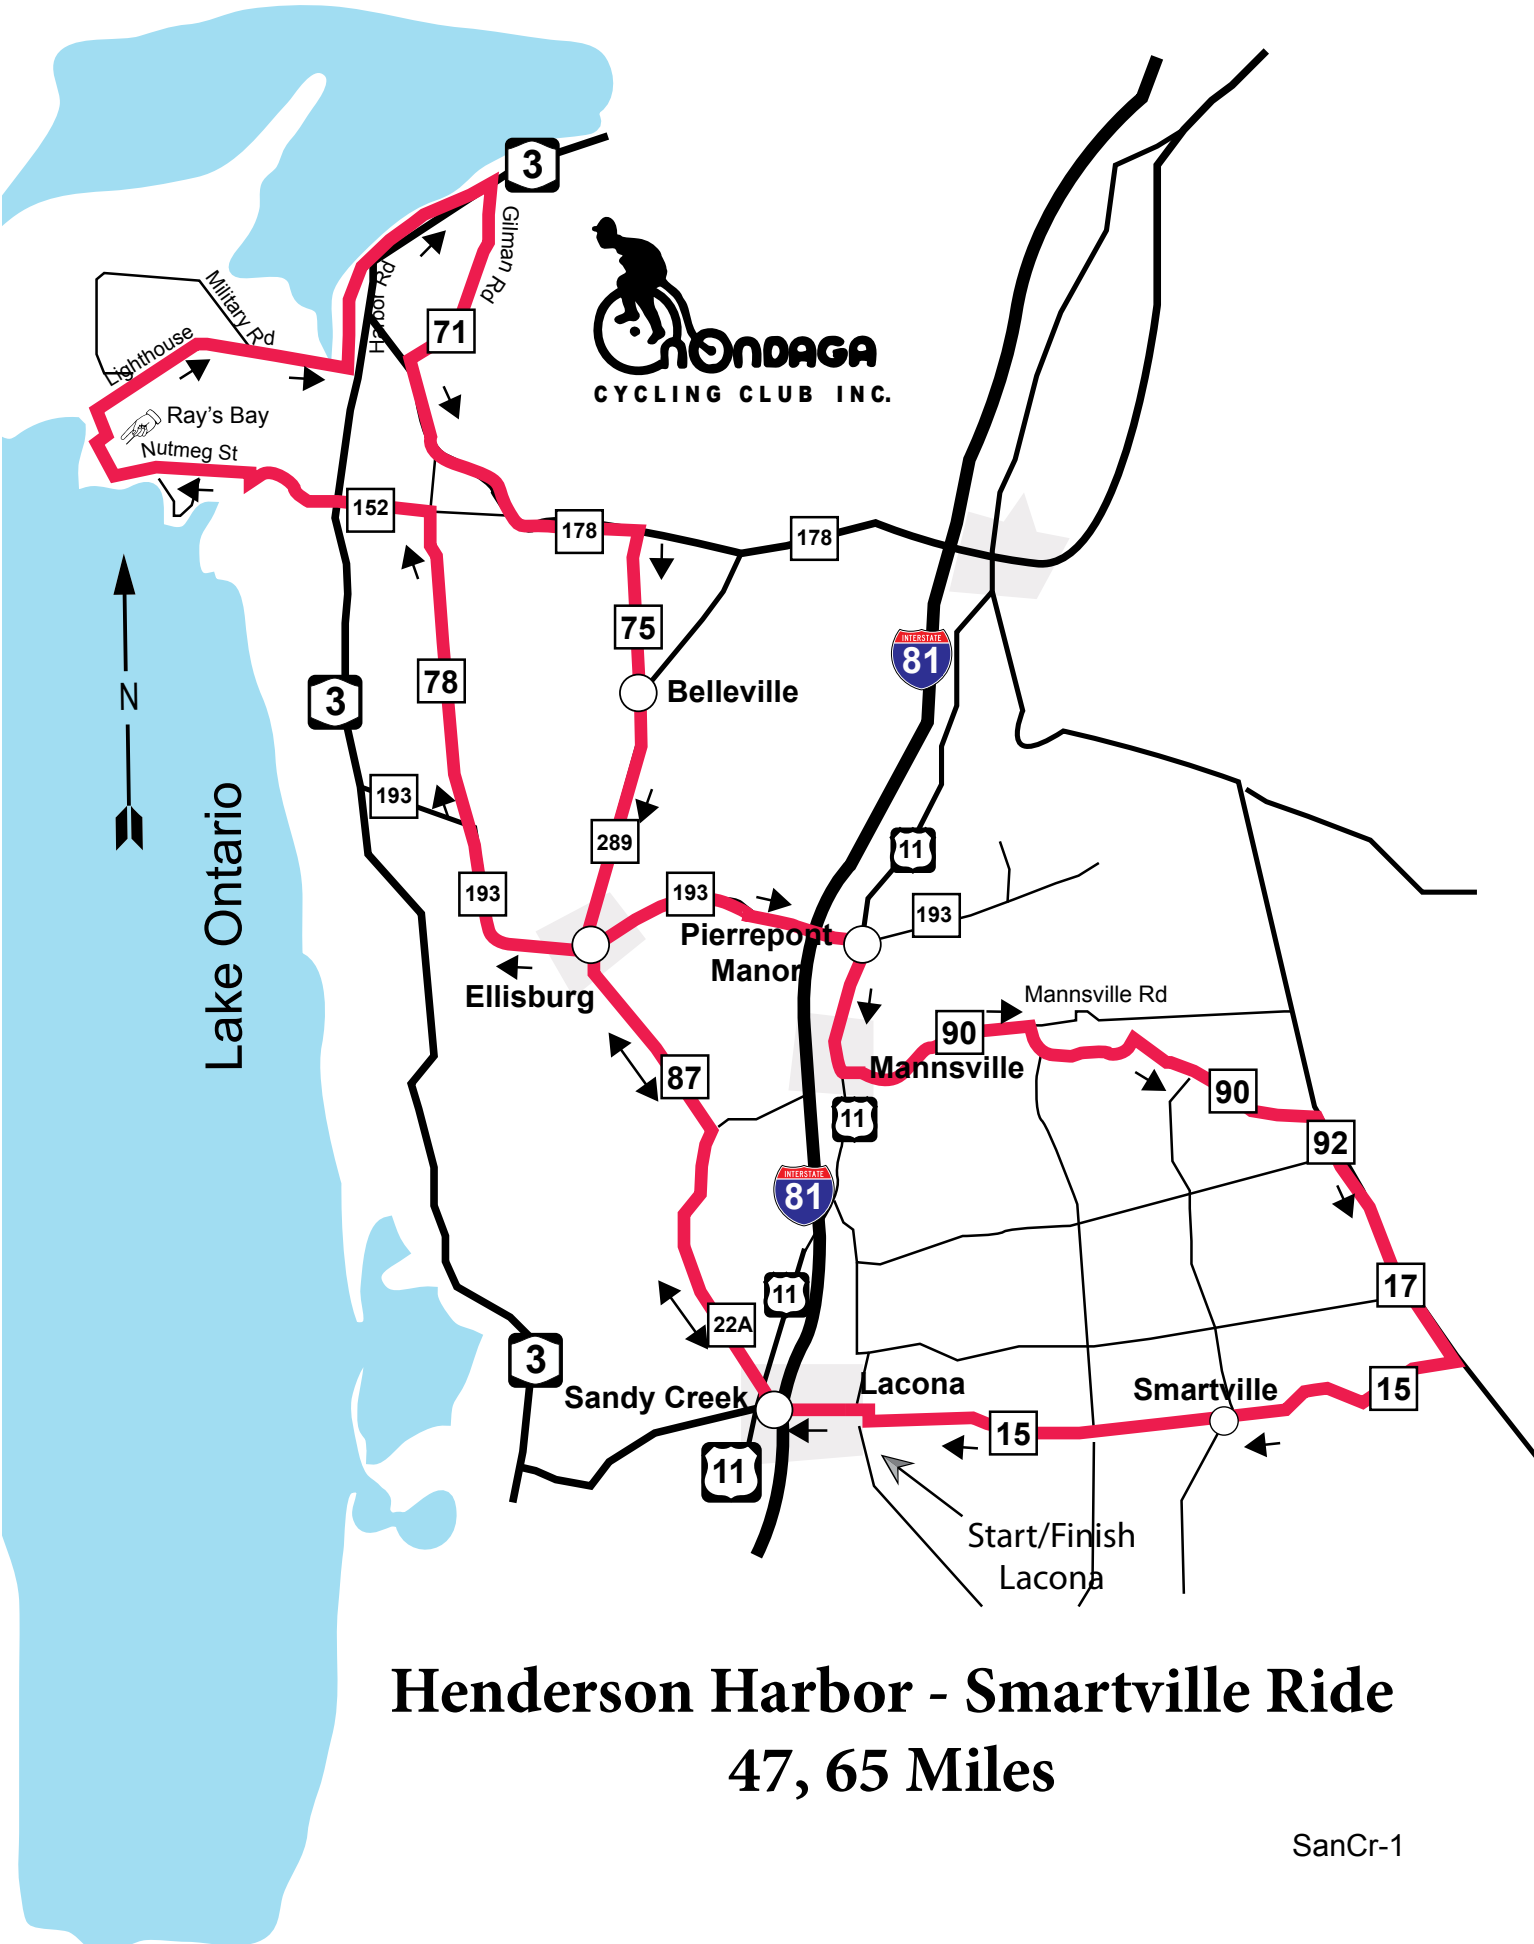 3
Gilman Rd
Harbor Rd
Military Rd
Lighthouse
71
nOnDAGA
CYCLING CLUB INC.
Ray's Bay
Nutmeg St
152
178
178
75
INTERSTATE
81
78
Belleville
3
N
193
289
11
Lake Ontario
193
193
193
Pierrepont
Manor
Ellisburg
Mannsville Rd
90
Mannsville
87
90
11
92
INTERSTATE
81
11
17
22A
3
Sandy Creek
Lacona
Smartville
15
15
11
Start/Finish
Lacona
Henderson Harbor - Smartville Ride
47, 65 Miles
SanCr-1